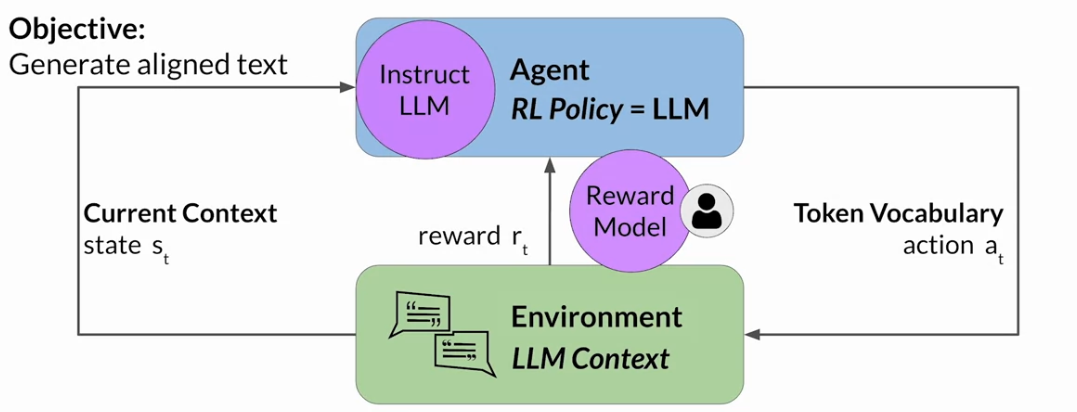 Objective:
Generate aligned text
Instruct
LLM
Agent
RL Policy = LLM
Current Context
state s_t
reward r_t
Reward
Model
Token Vocabulary
action a_t
Environment
LLM Context